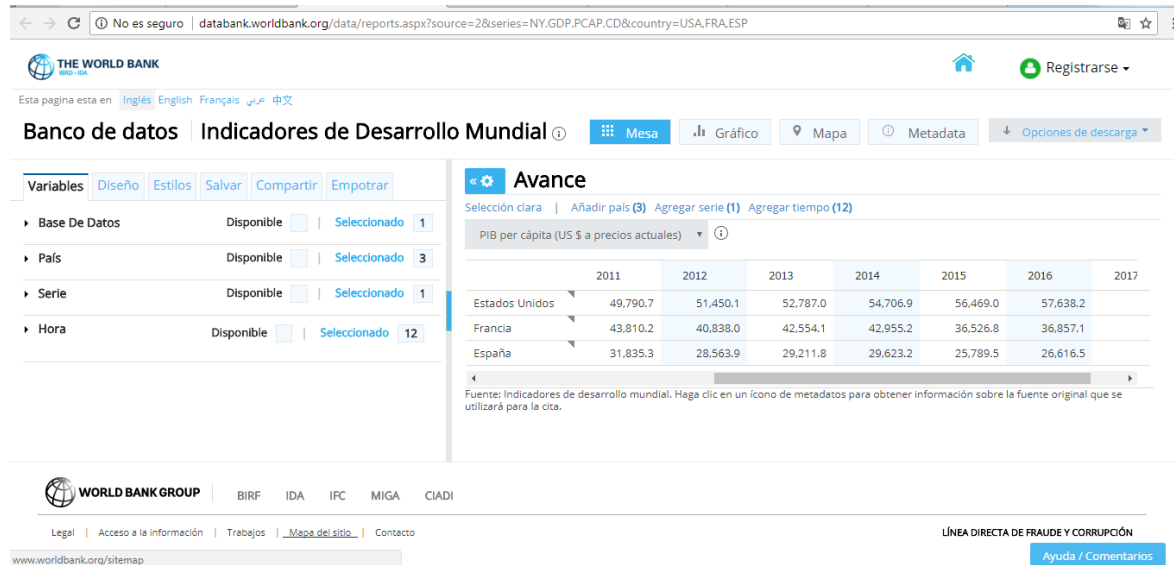 No es seguro | databank.worldbank.org/data/reports.aspx?source=2&series=NY.GDP.PCAP.CD&country=USA,FRA,ESP
THE WORLD BANK
IBRD • IDA
Registrarse
Esta pagina esta en Inglés English Français عربي 中文
Banco de datos Indicadores de Desarrollo Mundial
Mesa Gráfico Mapa Metadata Opciones de descarga
Variables Diseño Estilos Salvar Compartir Empotrar
Base De Datos Disponible | Seleccionado 1
País Disponible | Seleccionado 3
Serie Disponible | Seleccionado 1
Hora Disponible | Seleccionado 12
« Avance
Selección clara | Añadir país (3) Agregar serie (1) Agregar tiempo (12)
PIB per cápita (US $ a precios actuales)
2011 2012 2013 2014 2015 2016 2017
Estados Unidos 49,790.7 51,450.1 52,787.0 54,706.9 56,469.0 57,638.2
Francia 43,810.2 40,838.0 42,554.1 42,955.2 36,526.8 36,857.1
España 31,835.3 28,563.9 29,211.8 29,623.2 25,789.5 26,616.5
Fuente: Indicadores de desarrollo mundial. Haga clic en un ícono de metadatos para obtener información sobre la fuente original que se
utilizará para la cita.
WORLD BANK GROUP BIRF IDA IFC MIGA CIADI
Legal | Acceso a la información | Trabajos | Mapa del sitio | Contacto
LÍNEA DIRECTA DE FRAUDE Y CORRUPCIÓN
www.worldbank.org/sitemap
Ayuda / Comentarios